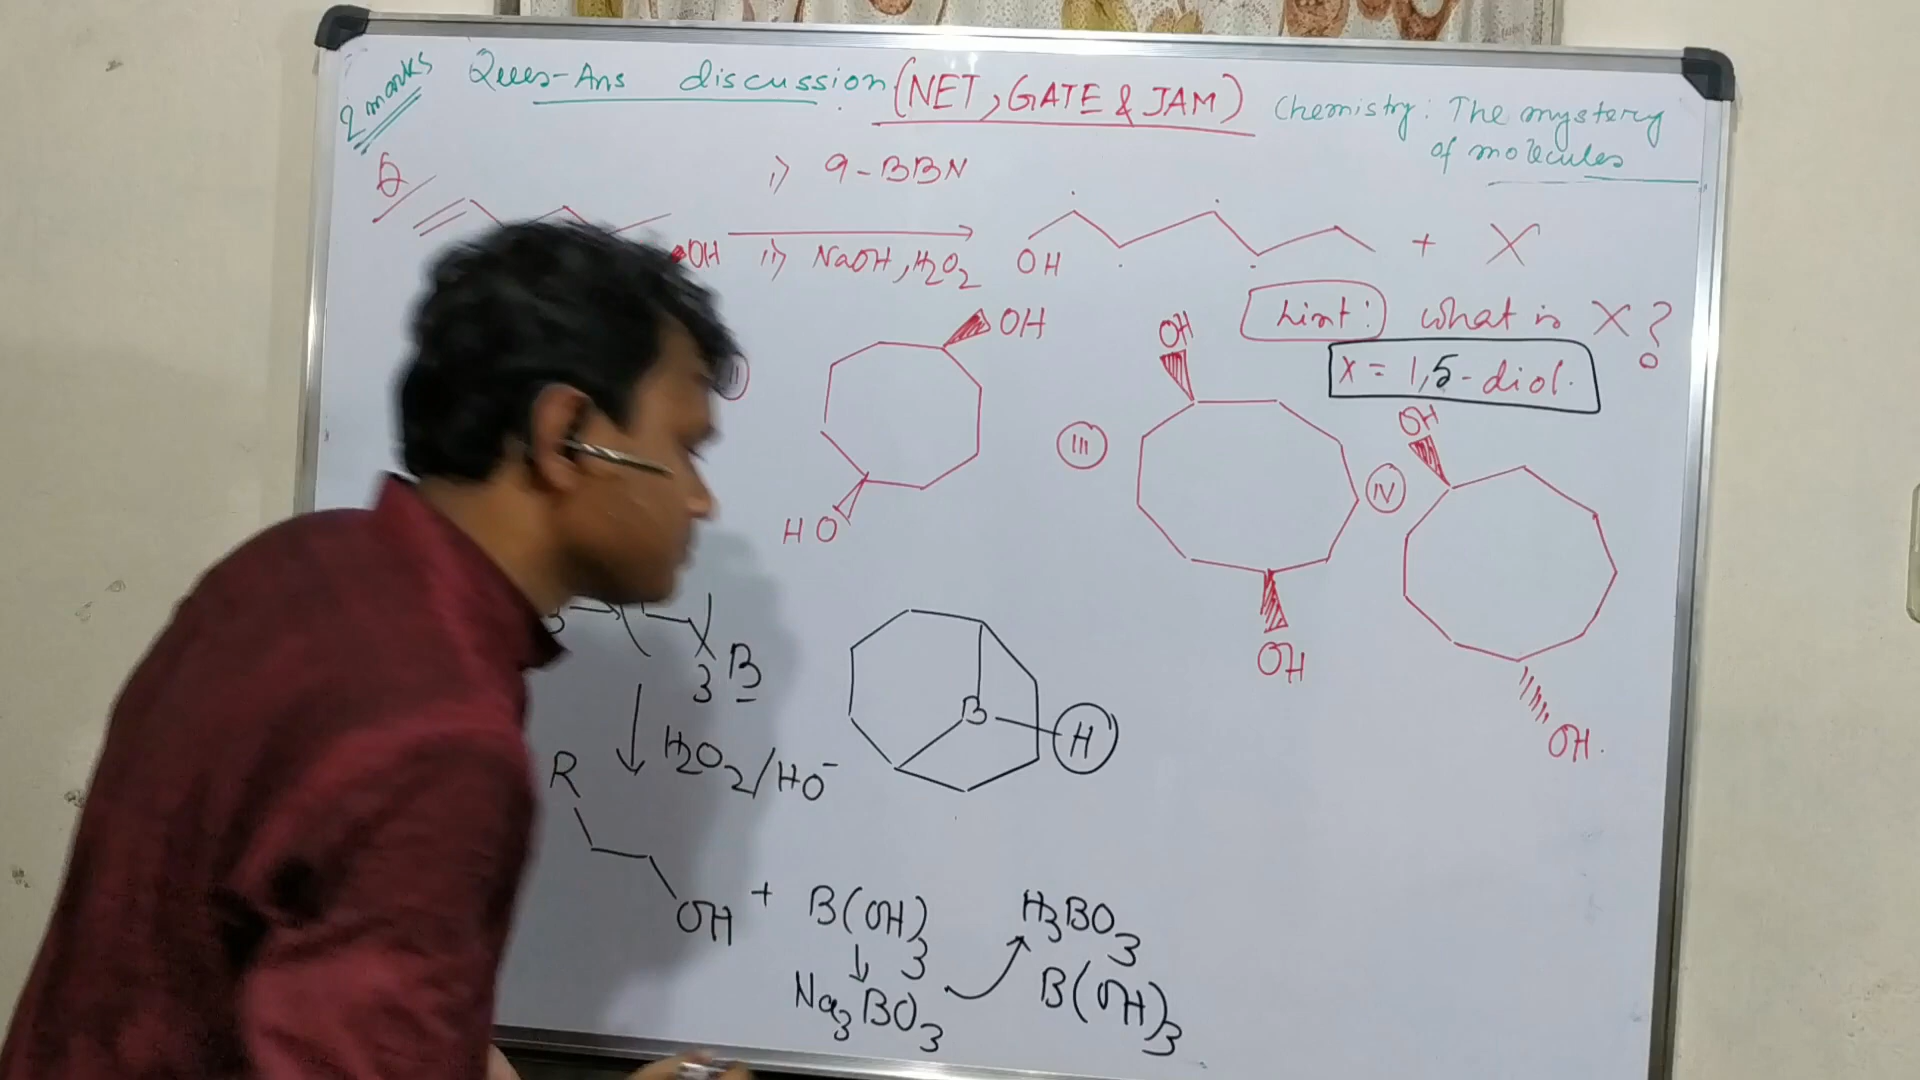 2 marks
Ques-Ans discussion (NET, GATE & JAM) Chemistry: The mystery
of molecules
Q
i) 9-BBN
OH ii) NaOH, H2O2 OH + X
hint: what is X?
X = 1,5-diol.
II OH
HO
III OH
OH
IV OH
OH.
3 B
H2O2/HO-
B H
R
OH + B(OH)3 H3BO3
Na3BO3 B(OH)3